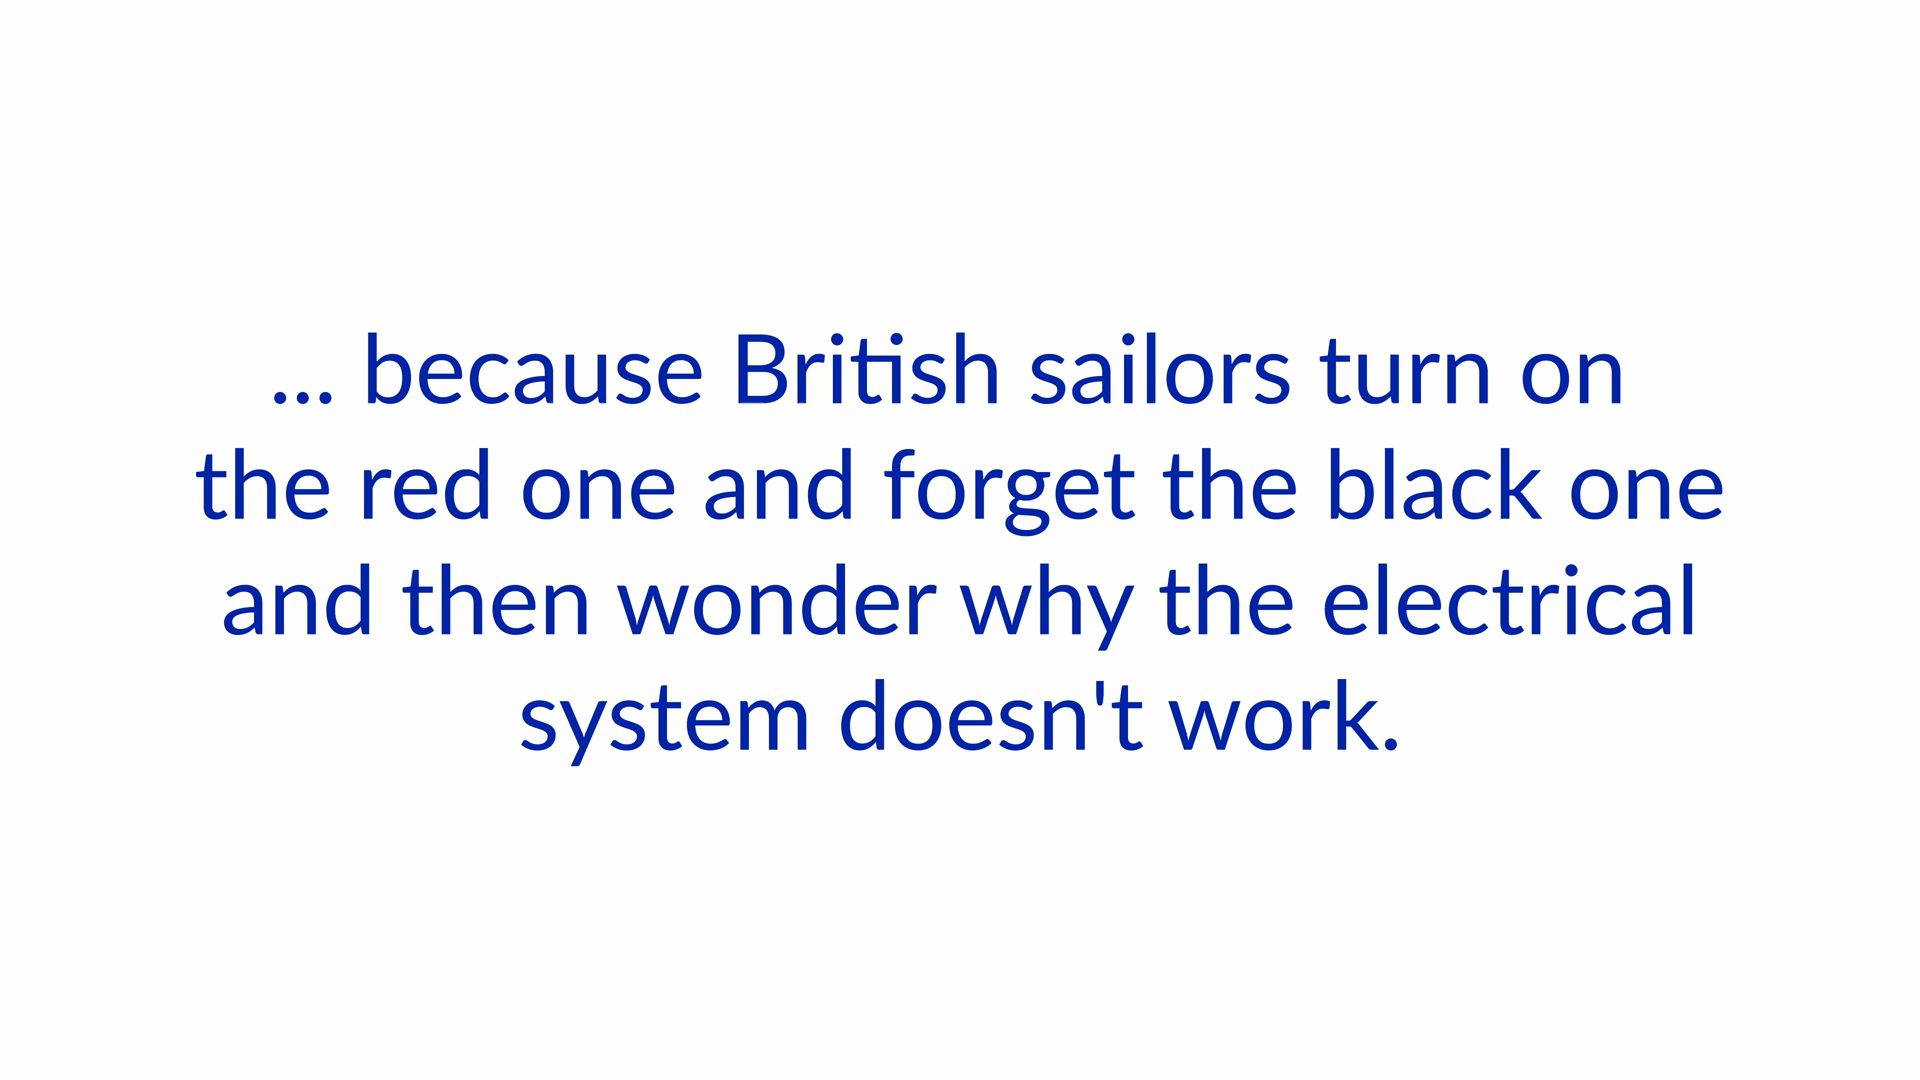 ... because British sailors turn on
the red one and forget the black one
and then wonder why the electrical
system doesn't work.